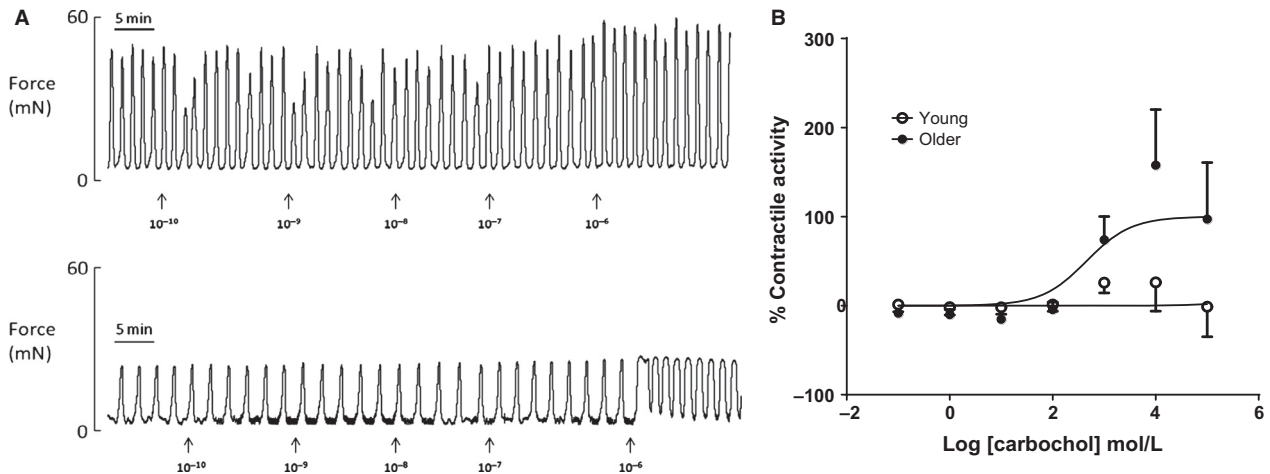 A
60
5 min
Force
(mN)
0
10⁻¹⁰
10⁻⁹
10⁻⁸
10⁻⁷
10⁻⁶
60
5 min
Force
(mN)
0
10⁻¹⁰
10⁻⁹
10⁻⁸
10⁻⁷
10⁻⁶
B
300
200
100
0
−100
% Contractile activity
Young
Older
−2
0
2
4
6
Log [carbochol] mol/L